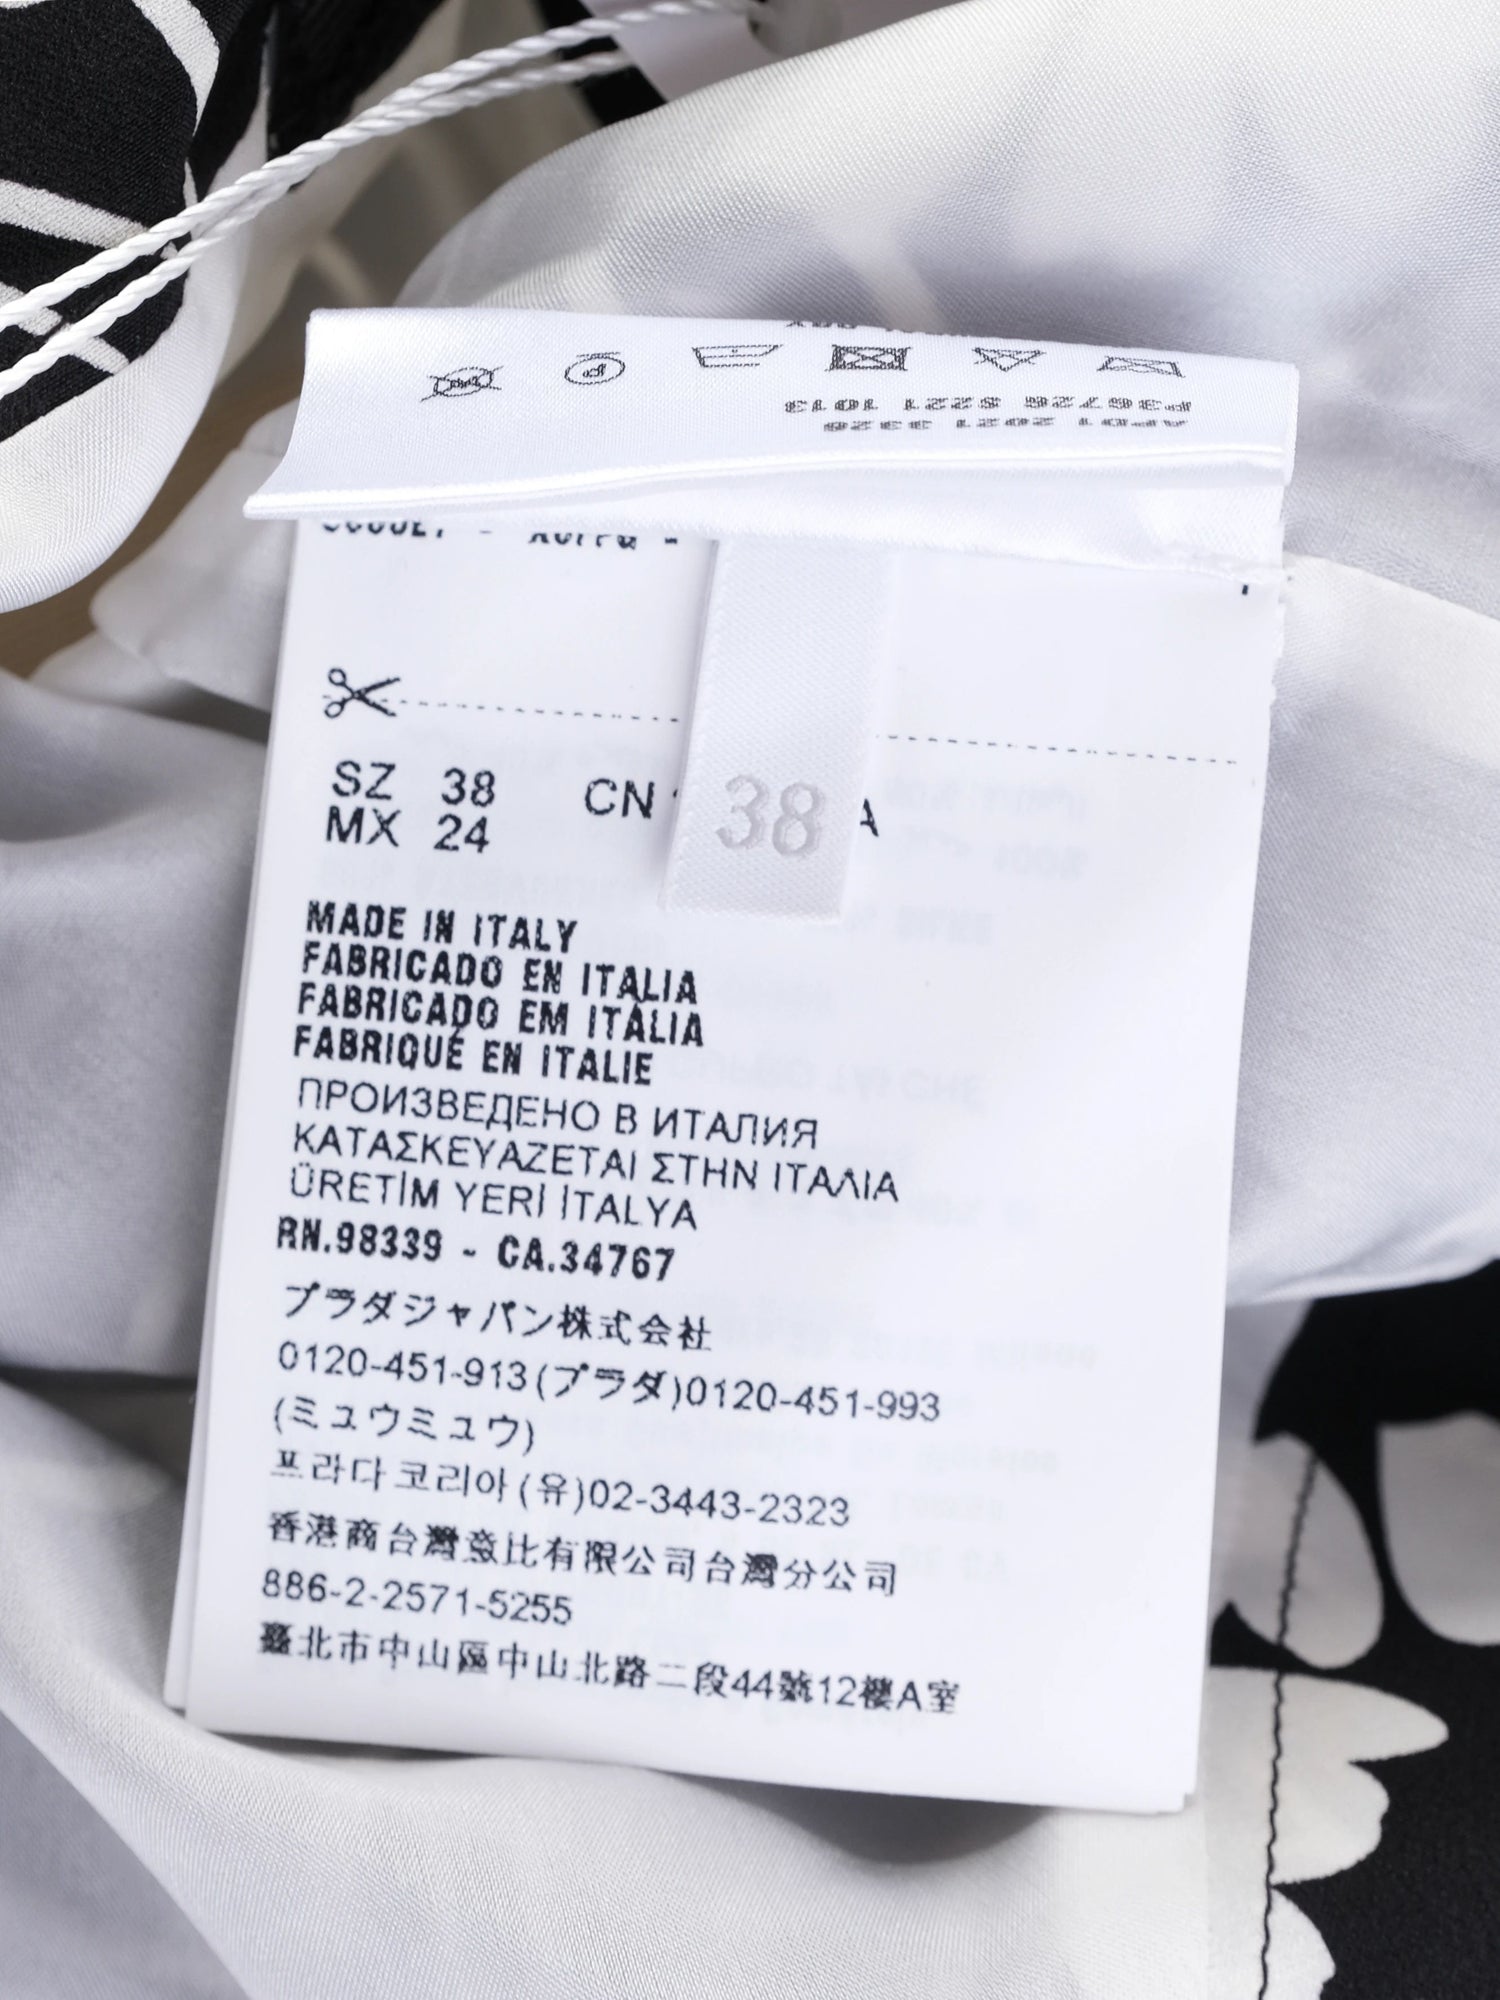 SZ 38 CN
MX 24
38
A
MADE IN ITALY
FABRICADO EN ITALIA
FABRICADO EM ITÁLIA
FABRIQUÉ EN ITALIE
ПРОИЗВЕДЕНО В ИТАЛИЯ
ΚΑΤΑΣΚΕΥΑΖΕΤΑΙ ΣΤΗΝ ΙΤΑΛΙΑ
ÜRETİM YERİ İTALYA
RN.98339 - CA.34767
プラダジャパン株式会社
0120-451-913(プラダ)0120-451-993
(ミュウミュウ)
프라다코리아(유)02-3443-2323
香港商台灣發比有限公司台灣分公司
886-2-2571-5255
臺北市中山區中山北路二段44號12樓A室